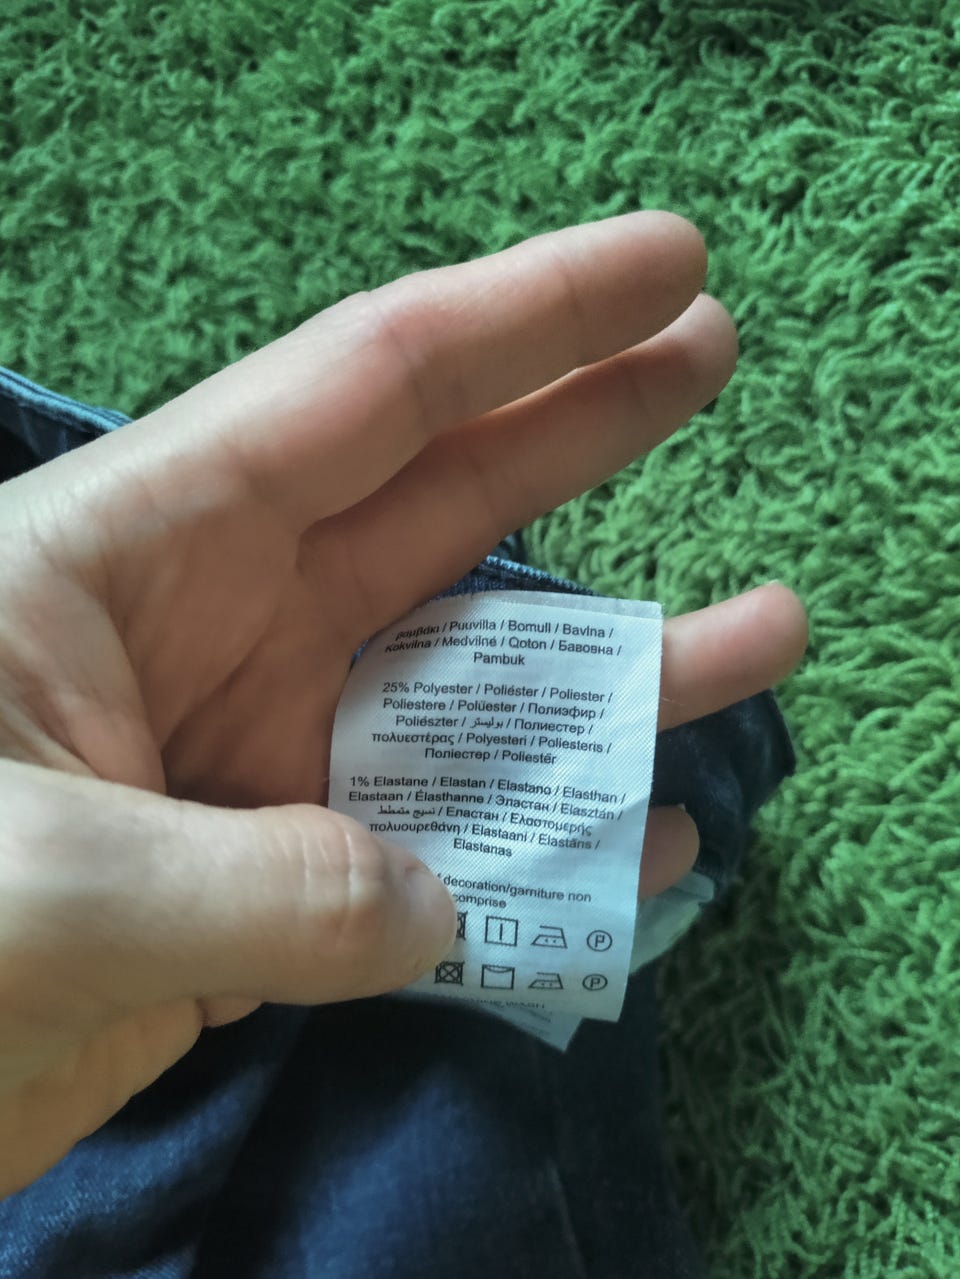 βαμβάκι / Puuvilla / Bomull / Bavlna /
Kokvilna / Medvilnė / Qoton / Бавовна /
Pambuk
25% Polyester / Poliéster / Poliester /
Poliestere / Polüester / Полиэфир /
Poliészter / بوليستر / Полиестер /
πολυεστέρας / Polyesteri / Poliesteris /
Поліестер / Poliestër
1% Elastane / Elastan / Elastano / Elasthan /
Elastaan / Élasthanne / Эластан / Elasztán /
نسيج متمطط / Еластан / Ελαστομερής
πολυουρεθάνη / Elastaani / Elastāns /
Elastanas
/ decoration/garniture non
comprise
P
P